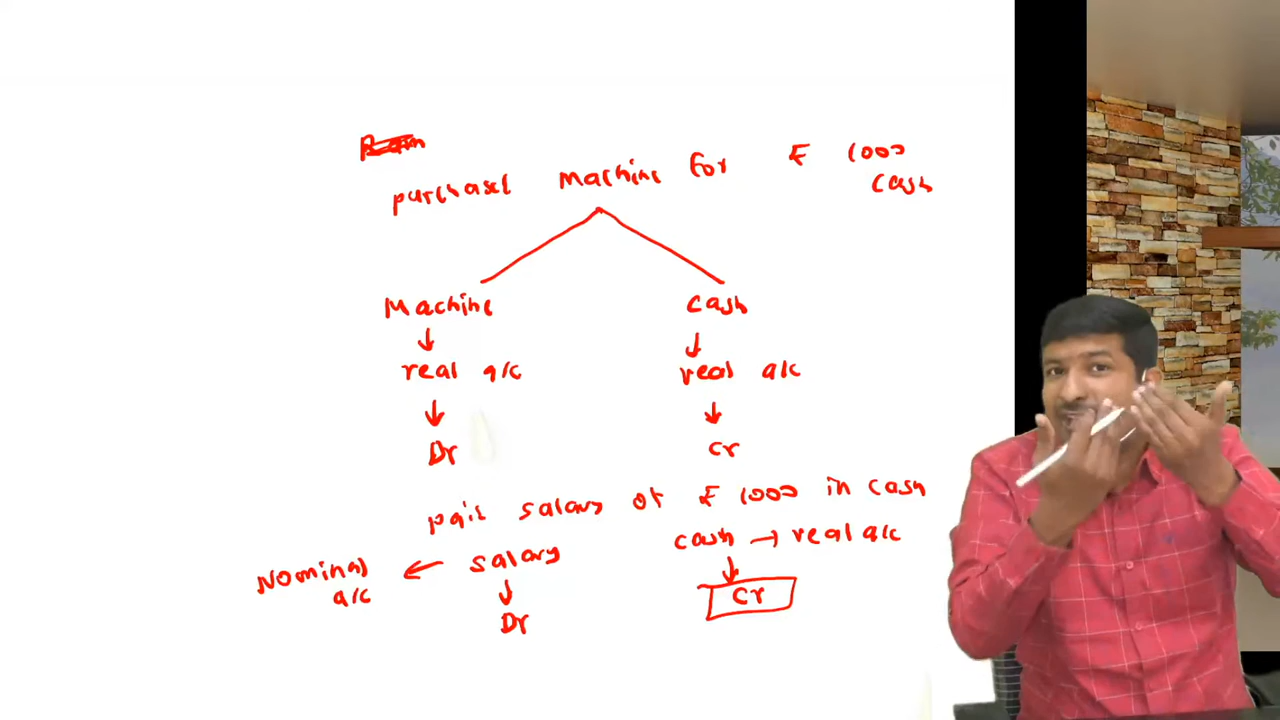 purchased machine for ₹ 1000
cash
Machine cash
↓ ↓
real a/c real a/c
↓ ↓
Dr Cr
paid salary of ₹ 1000 in cash
Nominal a/c ← salary
↓
Dr
cash → real a/c
↓
Cr